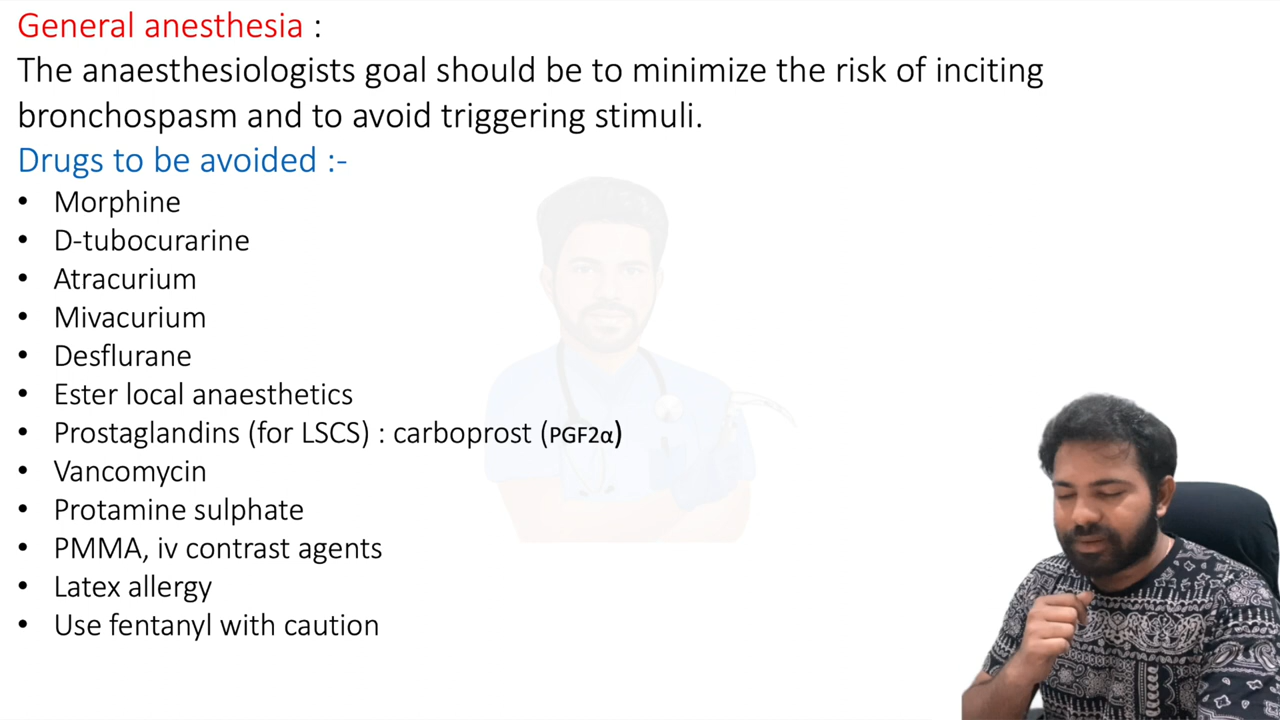 General anesthesia :
The anaesthesiologists goal should be to minimize the risk of inciting
bronchospasm and to avoid triggering stimuli.
Drugs to be avoided :-
• Morphine
• D-tubocurarine
• Atracurium
• Mivacurium
• Desflurane
• Ester local anaesthetics
• Prostaglandins (for LSCS) : carboprost (PGF2α)
• Vancomycin
• Protamine sulphate
• PMMA, iv contrast agents
• Latex allergy
• Use fentanyl with caution